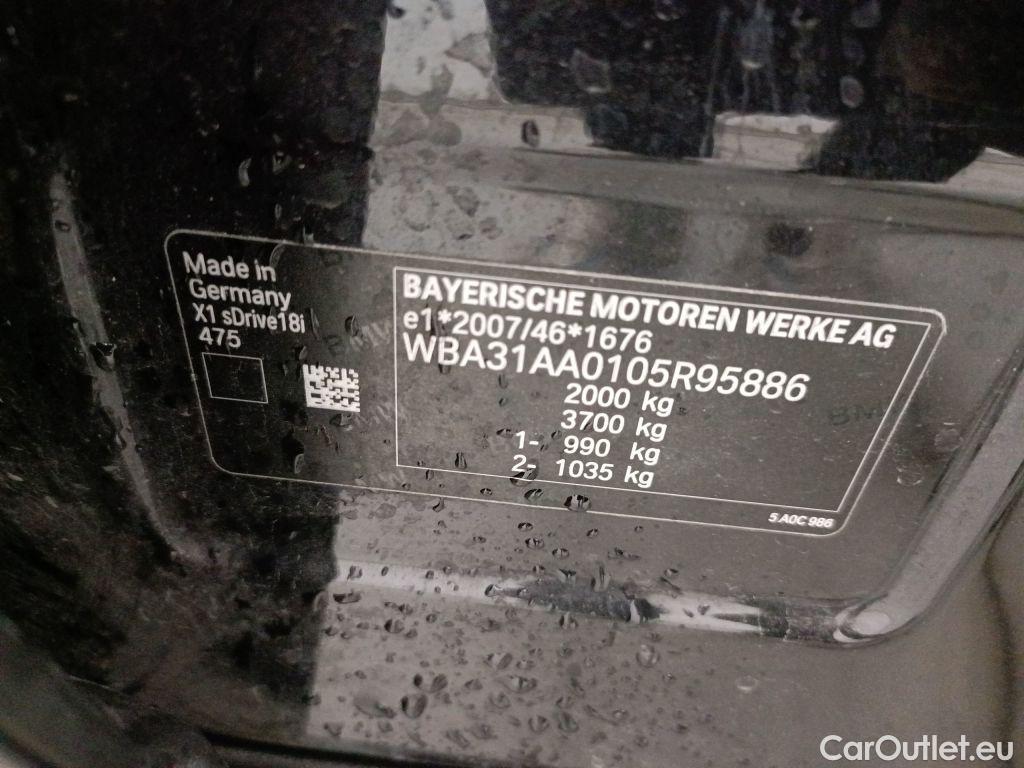 Made in
Germany
X1 sDrive18i
475
BAYERISCHE MOTOREN WERKE AG
e1*2007/46*1676
WBA31AA0105R95886
2000 kg
3700 kg
1- 990 kg
2- 1035 kg
5 A0C 986
CarOutlet.eu